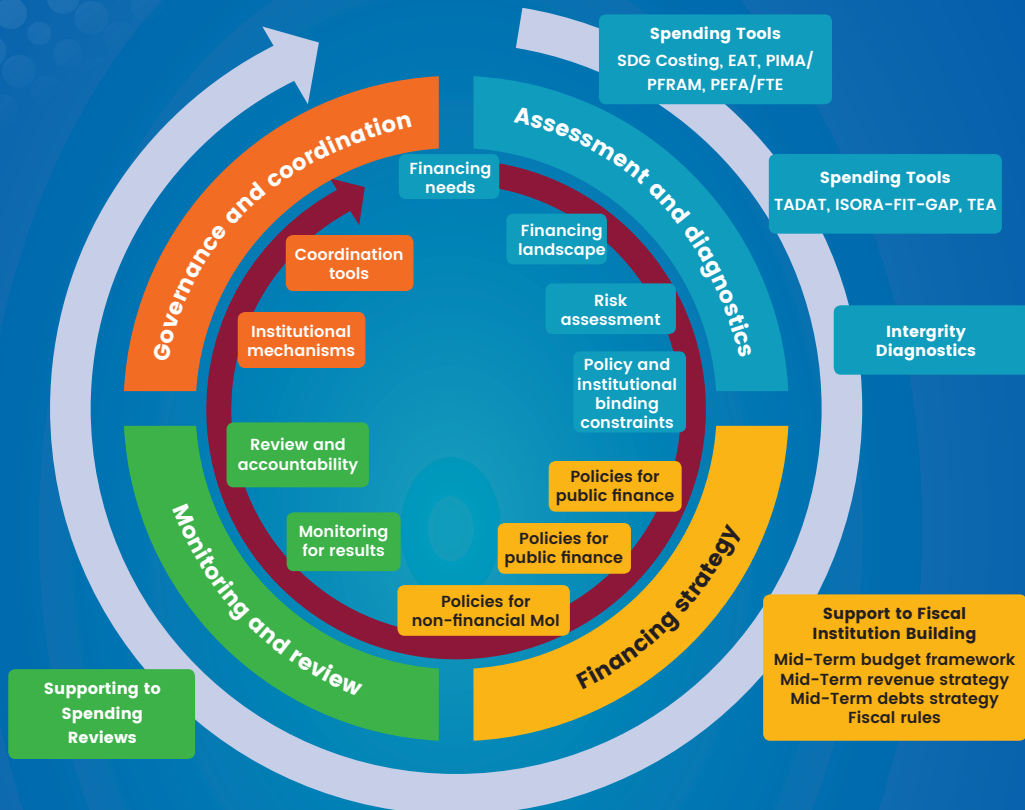 Spending Tools
SDG Costing, EAT, PIMA/
PFRAM, PEFA/FTE
Spending Tools
TADAT, ISORA-FIT-GAP, TEA
Intergrity
Diagnostics
Assessment and diagnostics
Financing
needs
Financing
landscape
Risk
assessment
Policy and
institutional
binding
constraints
Financing strategy
Policies for
public finance
Policies for
public finance
Policies for
non-financial MoI
Support to Fiscal
Institution Building
Mid-Term budget framework
Mid-Term revenue strategy
Mid-Term debts strategy
Fiscal rules
Monitoring and review
Monitoring
for results
Review and
accountability
Supporting to
Spending
Reviews
Governance and coordination
Institutional
mechanisms
Coordination
tools